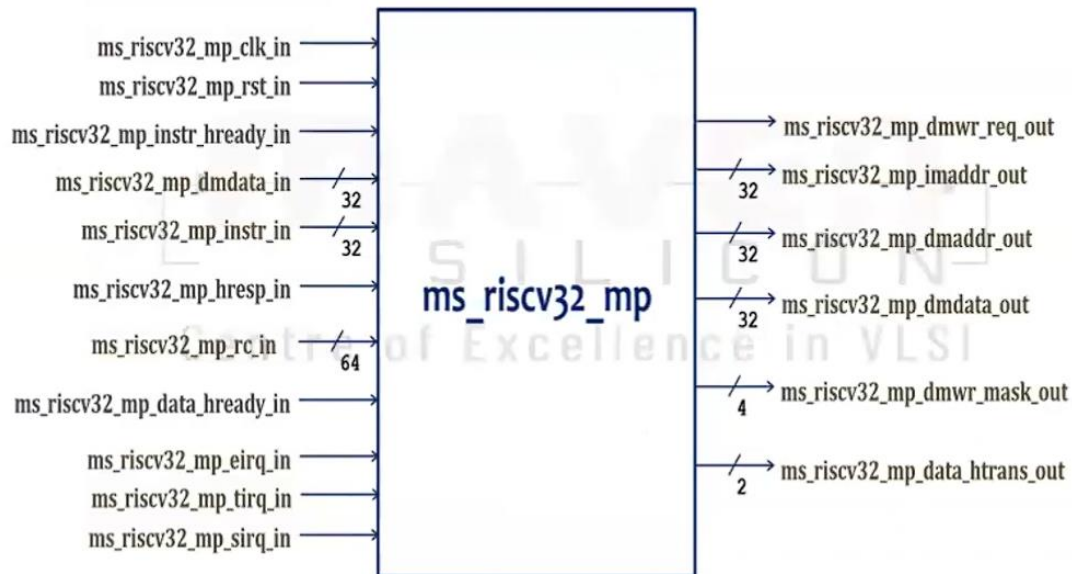 ms_riscv32_mp_clk_in
ms_riscv32_mp_rst_in
ms_riscv32_mp_instr_hready_in
ms_riscv32_mp_dmdata_in
32
ms_riscv32_mp_instr_in
32
ms_riscv32_mp_hresp_in
ms_riscv32_mp_rc_in
64
ms_riscv32_mp_data_hready_in
ms_riscv32_mp_eirq_in
ms_riscv32_mp_tirq_in
ms_riscv32_mp_sirq_in
MAVEN
SILICON
ms_riscv32_mp
Centre of Excellence in VLSI
ms_riscv32_mp_dmwr_req_out
ms_riscv32_mp_imaddr_out
32
ms_riscv32_mp_dmaddr_out
32
ms_riscv32_mp_dmdata_out
32
ms_riscv32_mp_dmwr_mask_out
4
ms_riscv32_mp_data_htrans_out
2